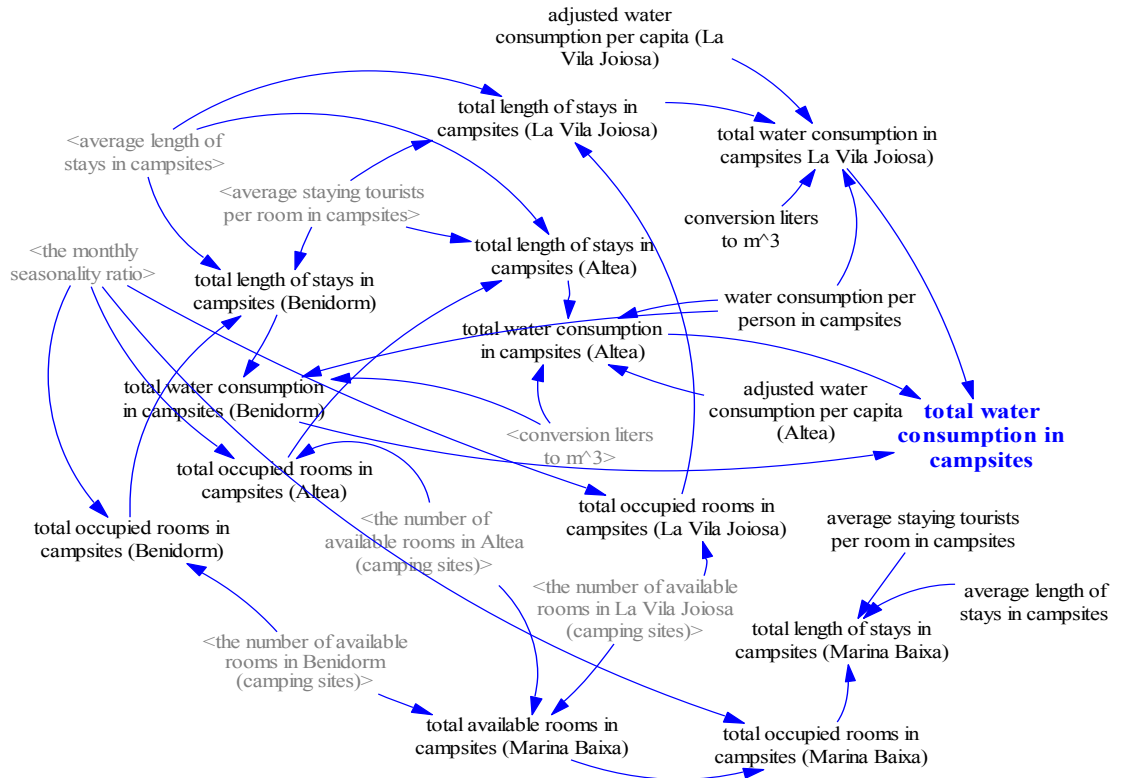 adjusted water
consumption per capita (La
Vila Joiosa)
total length of stays in
campsites (La Vila Joiosa)
total water consumption in
campsites La Vila Joiosa)
<average length of
stays in campsites>
<average staying tourists
per room in campsites>
conversion liters
to m^3
<the monthly
seasonality ratio>
total length of stays in
campsites (Altea)
total length of stays in
campsites (Benidorm)
water consumption per
person in campsites
total water consumption
in campsites (Altea)
total water consumption
in campsites (Benidorm)
adjusted water
consumption per capita
(Altea)
total water
consumption in
campsites
<conversion liters
to m^3>
total occupied rooms in
campsites (Altea)
total occupied rooms in
campsites (La Vila Joiosa)
total occupied rooms in
campsites (Benidorm)
<the number of
available rooms in Altea
(camping sites)>
average staying tourists
per room in campsites
<the number of available
rooms in La Vila Joiosa
(camping sites)>
average length of
stays in campsites
<the number of available
rooms in Benidorm
(camping sites)>
total length of stays in
campsites (Marina Baixa)
total available rooms in
campsites (Marina Baixa)
total occupied rooms in
campsites (Marina Baixa)